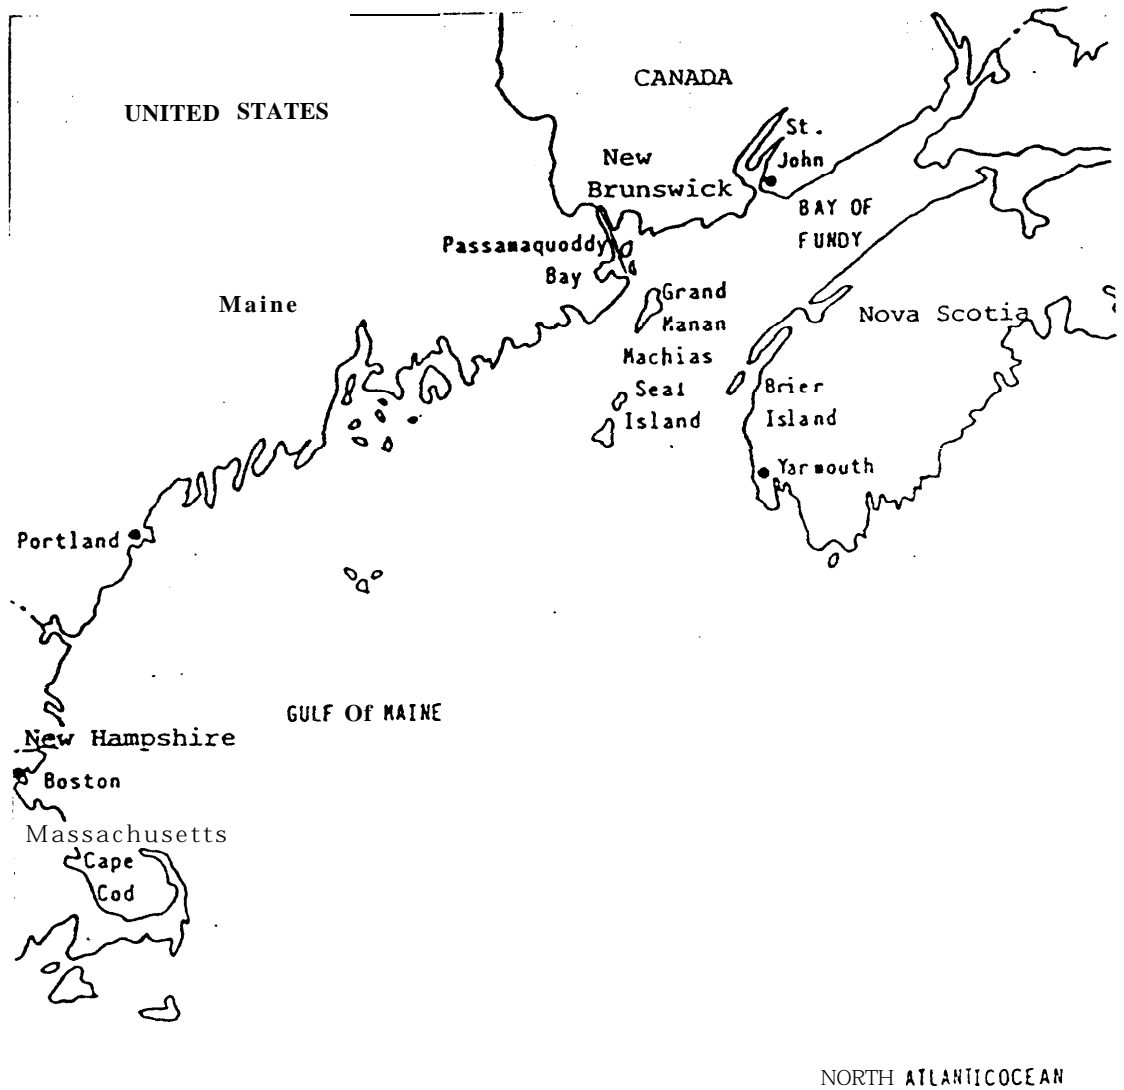 CANADA
UNITED STATES
St.
John
New
Brunswick
BAY OF
FUNDY
Passamaquoddy
Bay
Maine
Grand
Manan
Nova Scotia
Machias
Seal
Island
Brier
Island
Yarmouth
Portland
GULF Of MAINE
New Hampshire
Boston
Massachusetts
Cape
Cod
NORTH ATLANTICOCEAN